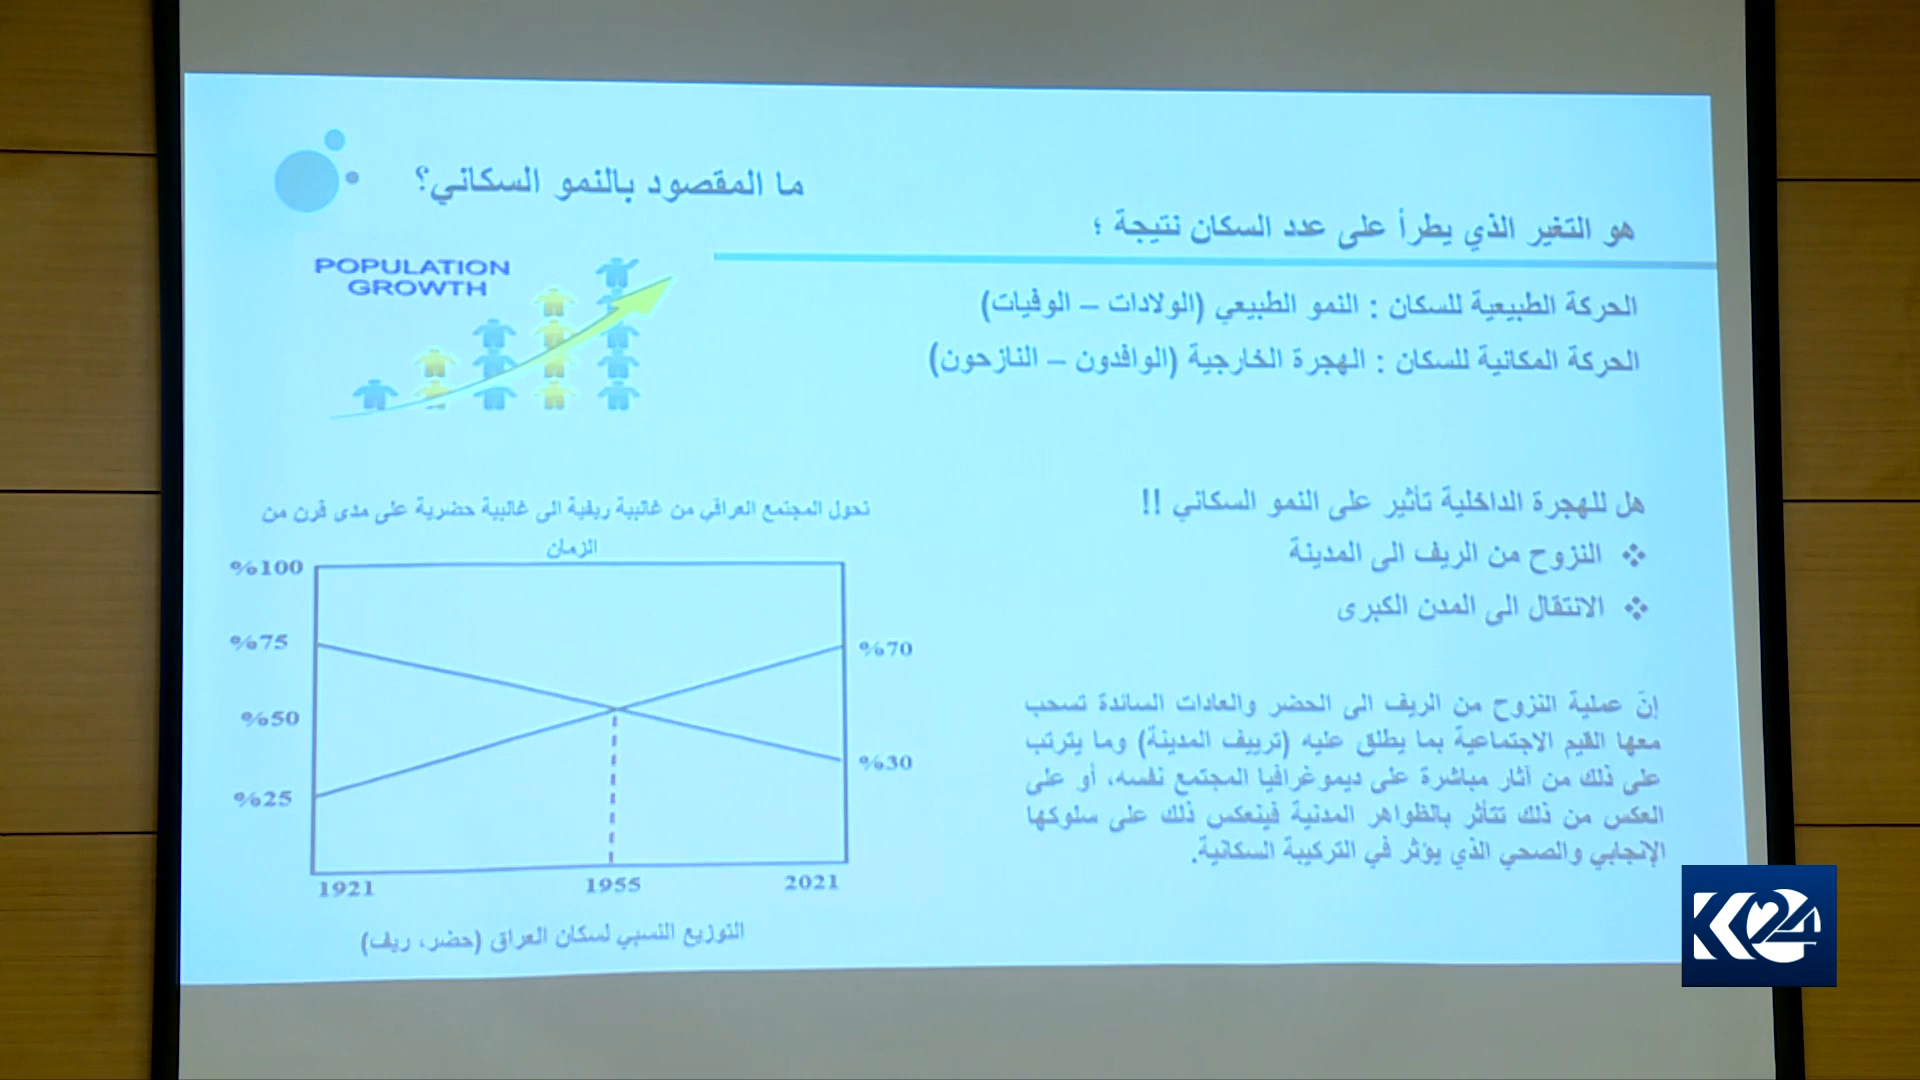 ما المقصود بالنمو السكاني؟
هو التغير الذي يطرأ على عدد السكان نتيجة ؛
POPULATION
GROWTH
الحركة الطبيعية للسكان : النمو الطبيعي (الولادات – الوفيات)
الحركة المكانية للسكان : الهجرة الخارجية (الوافدون – النازحون)
هل للهجرة الداخلية تأثير على النمو السكاني !!
❖ النزوح من الريف الى المدينة
❖ الانتقال الى المدن الكبرى
إنّ عملية النزوح من الريف الى الحضر والعادات السائدة تسحب
معها القيم الاجتماعية بما يطلق عليه (ترييف المدينة) وما يترتب
على ذلك من آثار مباشرة على ديموغرافيا المجتمع نفسه، أو على
العكس من ذلك تتأثر بالظواهر المدنية فينعكس ذلك على سلوكها
الإنجابي والصحي الذي يؤثر في التركيبة السكانية.
تحول المجتمع العراقي من غالبية ريفية الى غالبية حضرية على مدى قرن من
الزمان
%100
%75
%50
%25
%70
%30
1921
1955
2021
التوزيع النسبي لسكان العراق (حضر، ريف)
K24